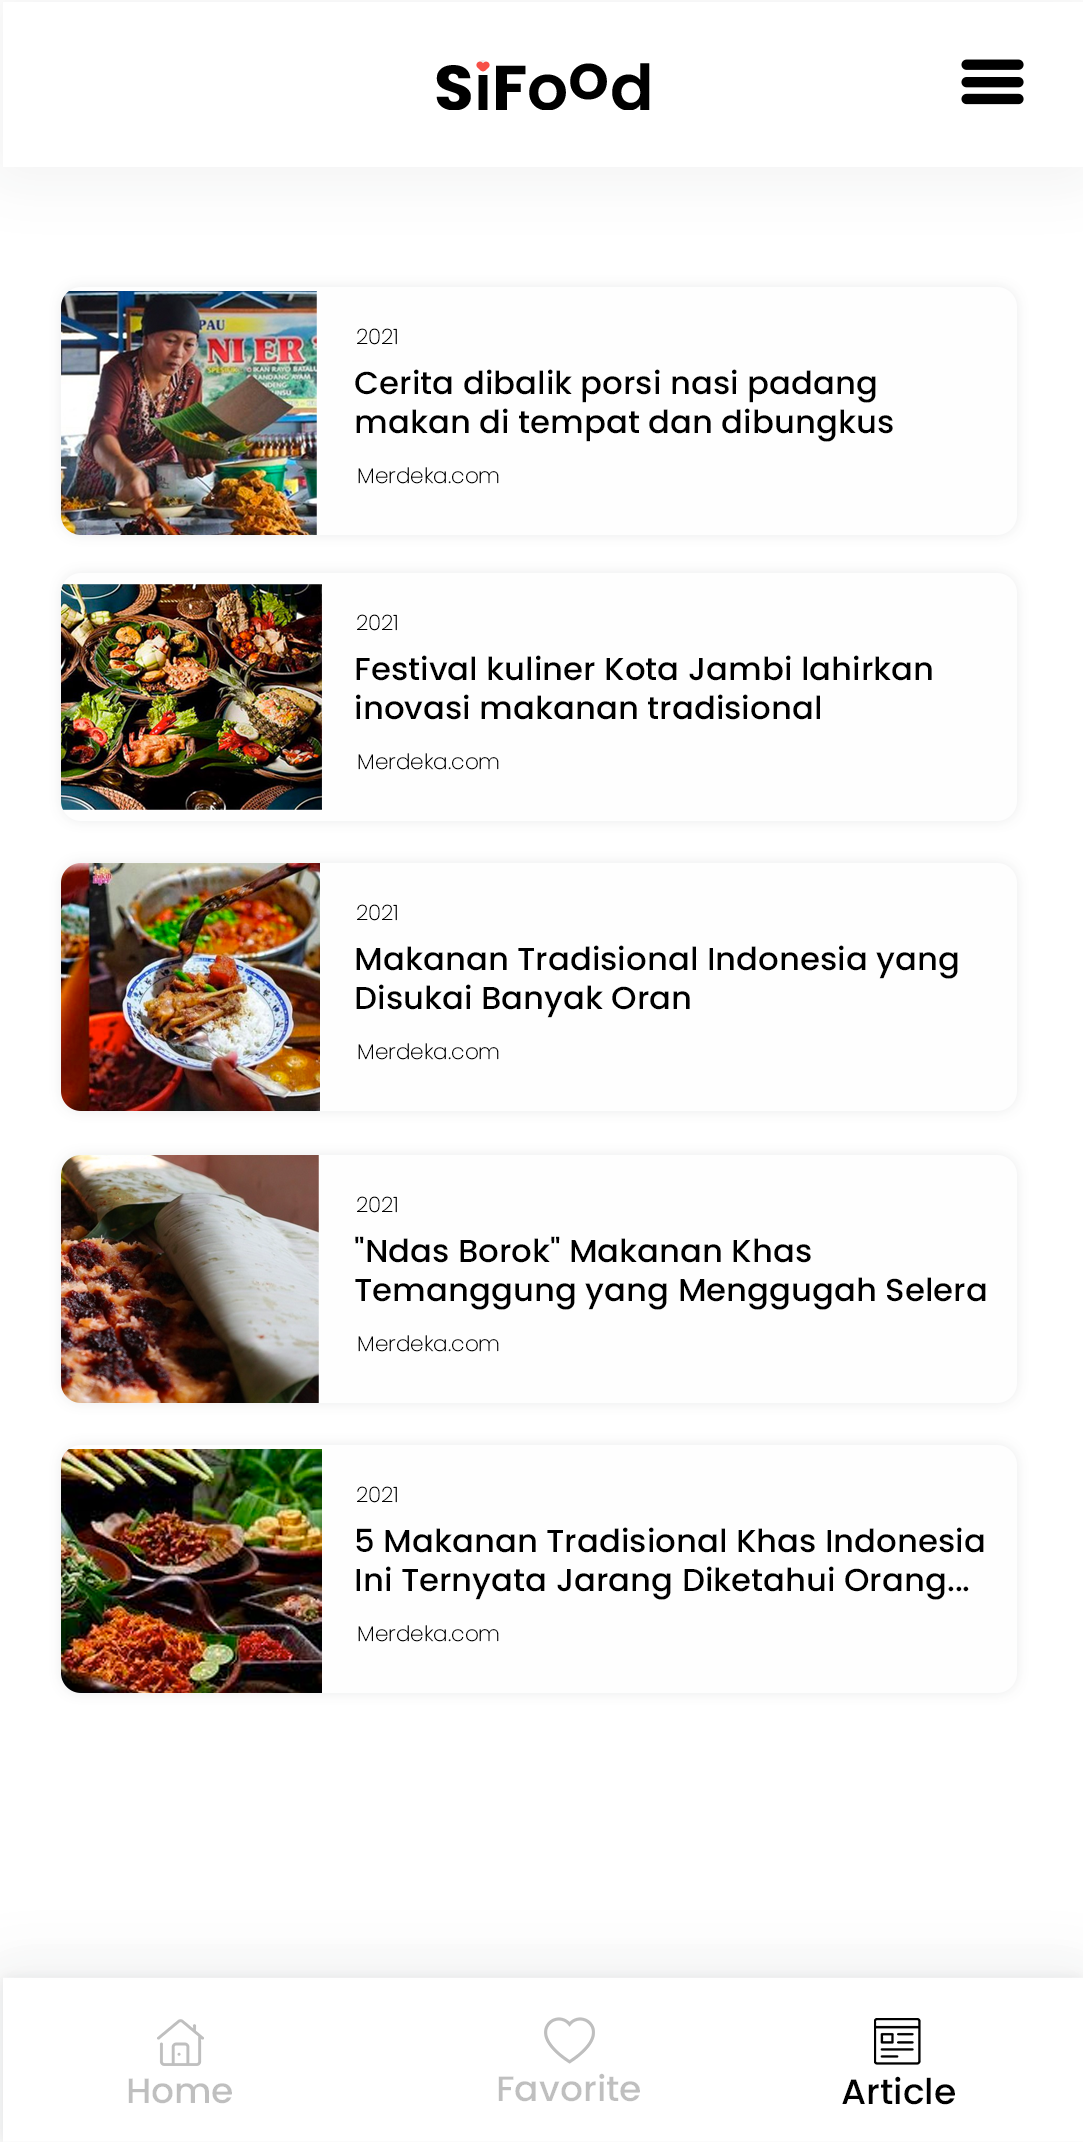 SiFood
PAU
NI ER
2021
Cerita dibalik porsi nasi padang
makan di tempat dan dibungkus
Merdeka.com
2021
Festival kuliner Kota Jambi lahirkan
inovasi makanan tradisional
Merdeka.com
2021
Makanan Tradisional Indonesia yang
Disukai Banyak Oran
Merdeka.com
2021
"Ndas Borok" Makanan Khas
Temanggung yang Menggugah Selera
Merdeka.com
2021
5 Makanan Tradisional Khas Indonesia
Ini Ternyata Jarang Diketahui Orang...
Merdeka.com
Home
Favorite
Article